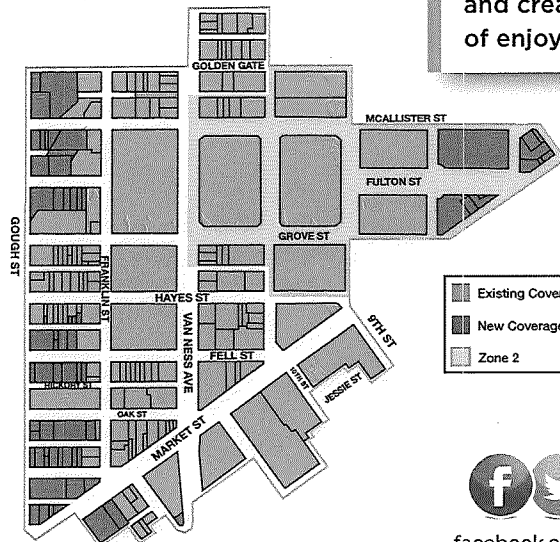 and crea
of enjoy
GOLDEN GATE
MCALLISTER ST
FULTON ST
GROVE ST
GOUGH ST
FRANKLIN ST
HAYES ST
VAN NESS AVE
9TH ST
FELL ST
HICKORY ST
10TH ST
JESSIE ST
OAK ST
MARKET ST
Existing Cover
New Coverage
Zone 2
f
facebook.c